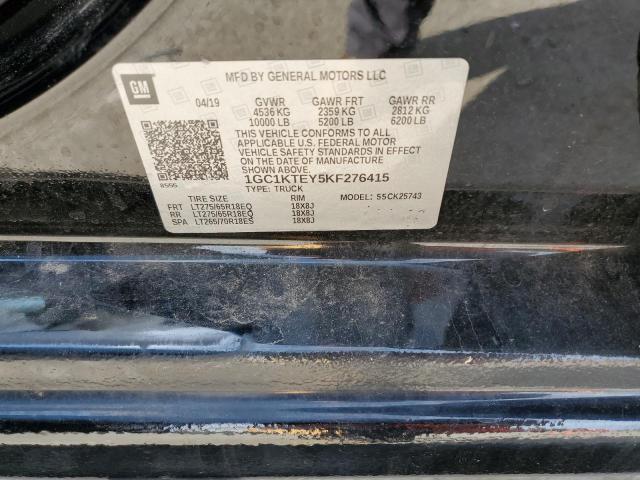 MFD BY GENERAL MOTORS LLC
GM
04/19 GVWR GAWR FRT GAWR RR
4536 KG 2359 KG 2812 KG
10000 LB 5200 LB 6200 LB
THIS VEHICLE CONFORMS TO ALL
APPLICABLE U.S. FEDERAL MOTOR
VEHICLE SAFETY STANDARDS IN
EFFECT ON THE DATE OF
MANUFACTURE SHOWN ABOVE.
1GC1KTEY5KF276415
8555 TYPE: TRUCK MODEL: 55CK25743
TIRE SIZE RIM
FRT LT275/65R18EQ 18X8J
RR LT275/65R18EQ 18X8J
SPA LT265/70R18ES 18X8J